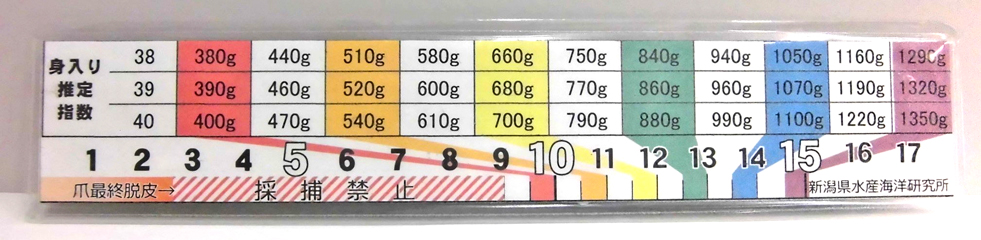 身入り
推定
指数
38 380g 440g 510g 580g 660g 750g 840g 940g 1050g 1160g 1290g
39 390g 460g 520g 600g 680g 770g 860g 960g 1070g 1190g 1320g
40 400g 470g 540g 610g 700g 790g 880g 990g 1100g 1220g 1350g
1 2 3 4 5 6 7 8 9 10 11 12 13 14 15 16 17
爪最終脱皮→ 採捕禁止 新潟県水産海洋研究所